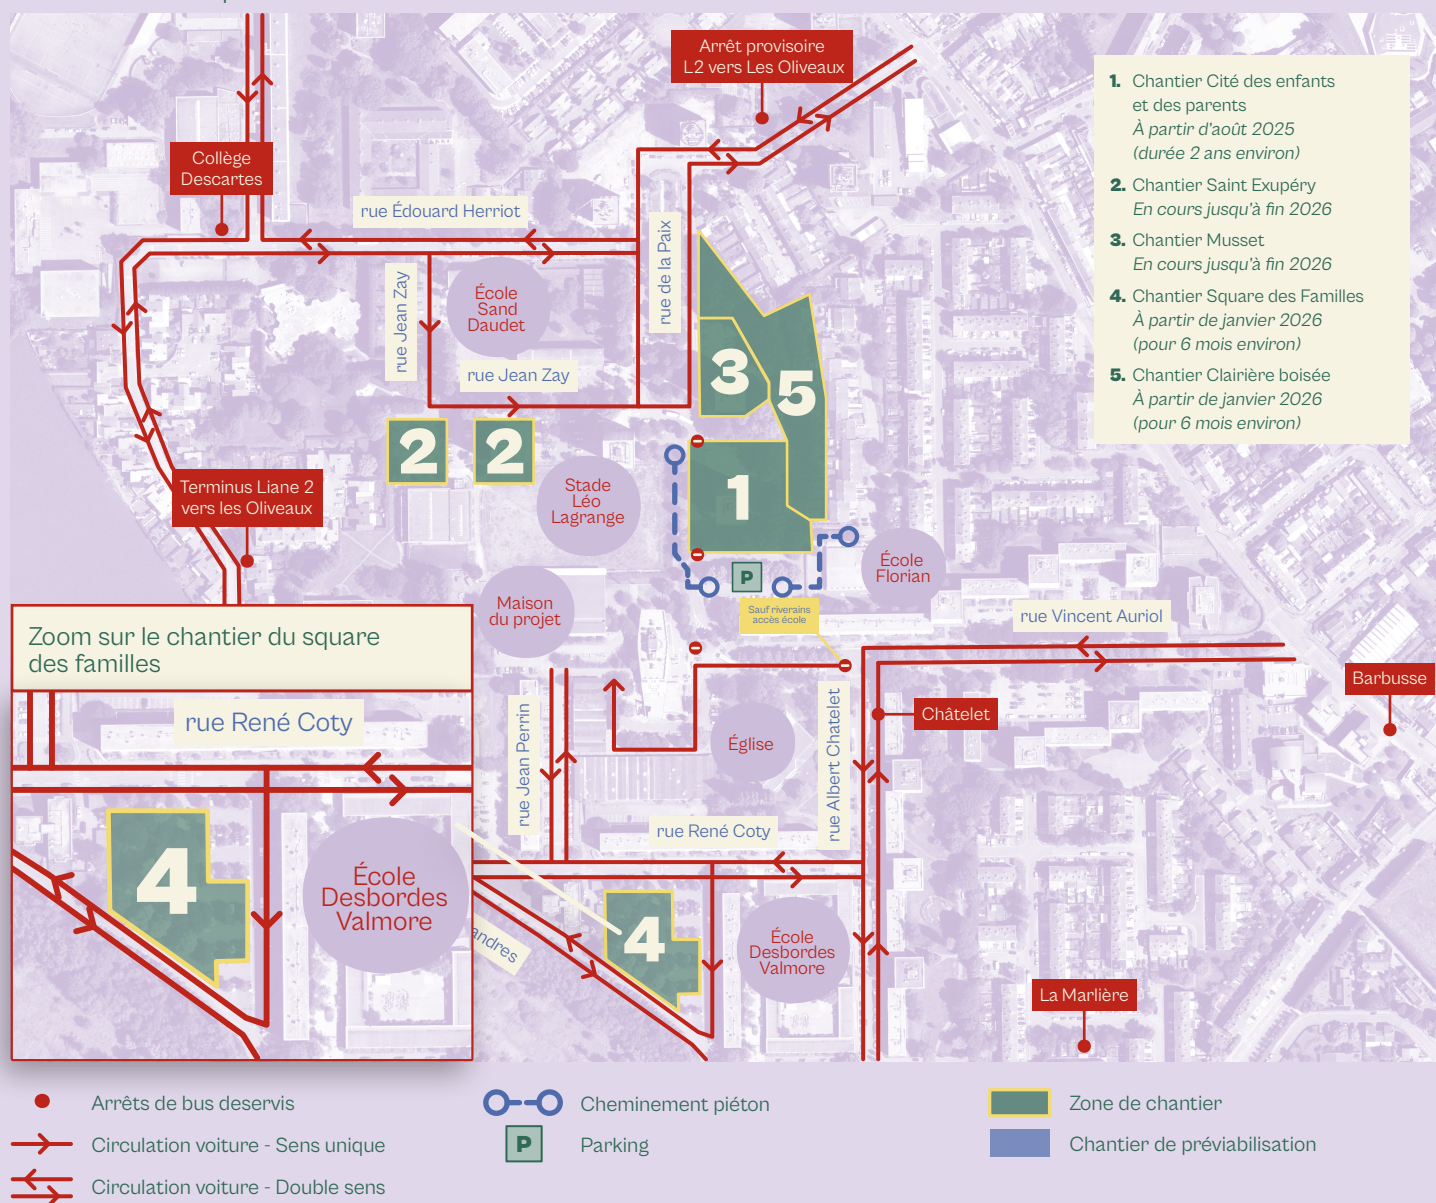 Arrêt provisoire
L2 vers Les Oliveaux
1. Chantier Cité des enfants
et des parents
À partir d'août 2025
(durée 2 ans environ)
2. Chantier Saint Exupéry
En cours jusqu'à fin 2026
3. Chantier Musset
En cours jusqu'à fin 2026
4. Chantier Square des Familles
À partir de janvier 2026
(pour 6 mois environ)
5. Chantier Clairière boisée
À partir de janvier 2026
(pour 6 mois environ)
Collège
Descartes
rue Édouard Herriot
rue de la Paix
rue Jean Zay
École
Sand
Daudet
rue Jean Zay
3
5
2
2
1
Terminus Liane 2
vers les Oliveaux
Stade
Léo
Lagrange
École
Florian
P
Maison
du projet
Sauf riverains
accès école
rue Vincent Auriol
Zoom sur le chantier du square
des familles
Barbusse
rue René Coty
rue Jean Perrin
Église
rue Albert Chatelet
Châtelet
rue René Coty
4
École
Desbordes
Valmore
andres
4
École
Desbordes
Valmore
La Marlière
Arrêts de bus deservis
Cheminement piéton
Zone de chantier
Circulation voiture - Sens unique
P
Parking
Chantier de préviabilisation
Circulation voiture - Double sens